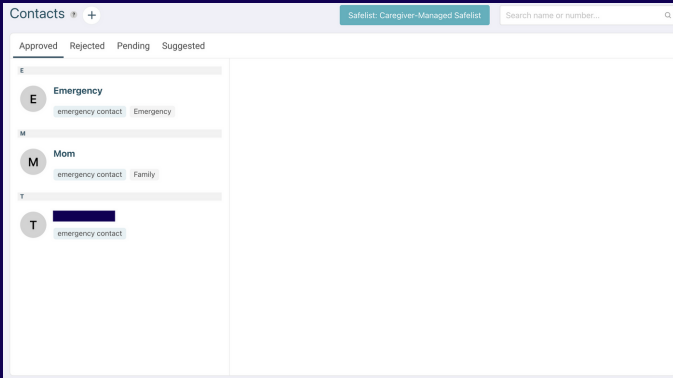 Contacts ? +
Safelist: Caregiver-Managed Safelist
Search name or number...
Approved Rejected Pending Suggested
E
E
Emergency
emergency contact Emergency
M
M
Mom
emergency contact Family
T
T
emergency contact